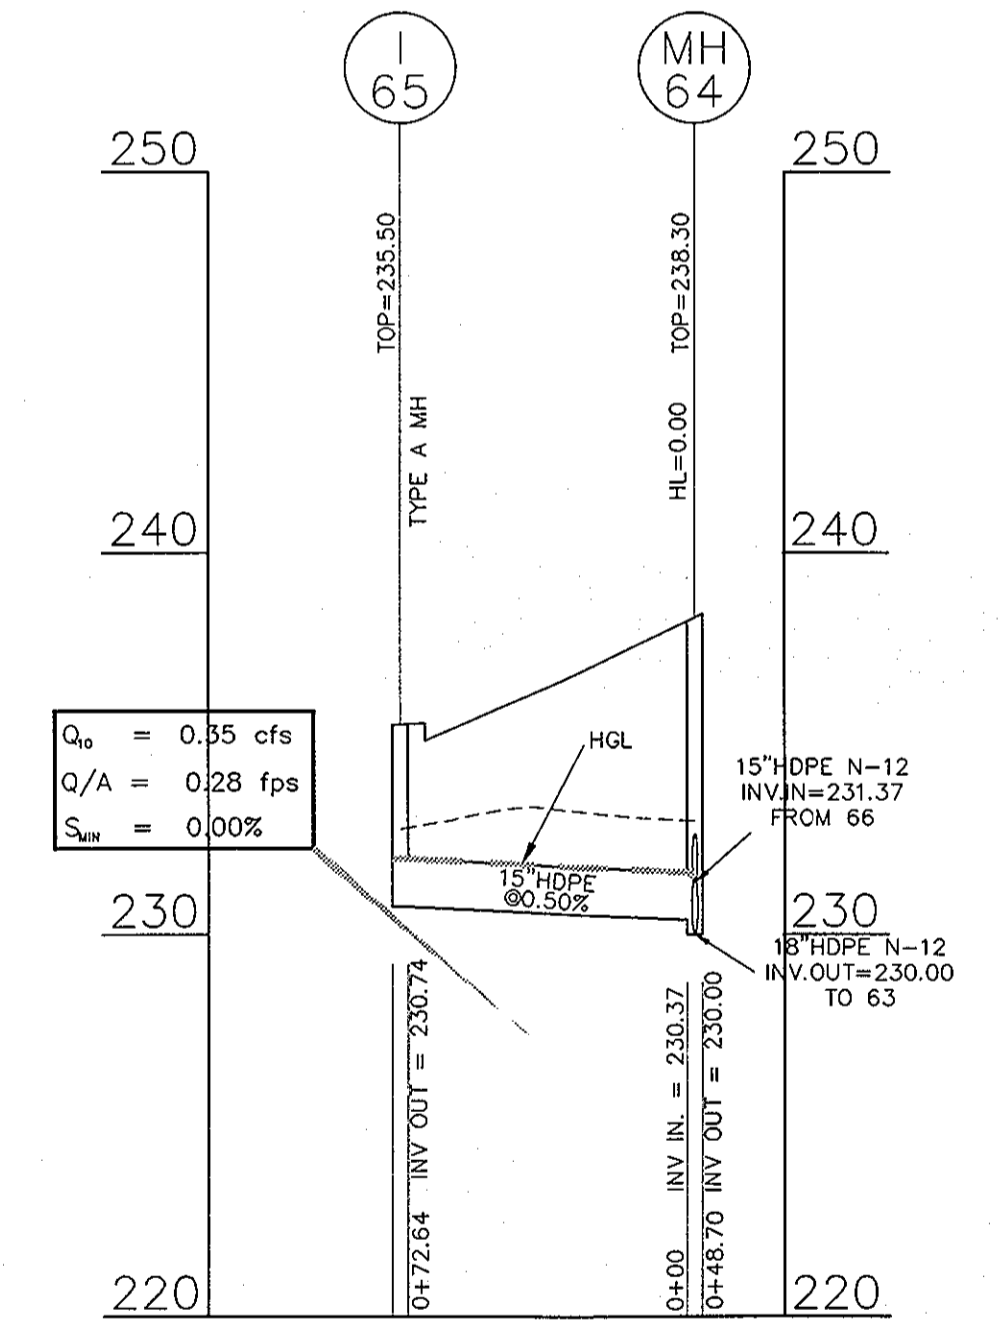 I
65
MH
64
250
250
TOP=235.50
TOP=238.30
TYPE A MH
HL=0.00
240
240
Q₁₀ = 0.35 cfs
Q/A = 0.28 fps
S_MIN = 0.00%
HGL
15"HDPE N-12
INV.IN=231.37
FROM 66
15"HDPE
@0.50%
230
230
18"HDPE N-12
INV.OUT=230.00
TO 63
0+72.64 INV OUT = 230.74
0+00 INV IN. = 230.37
0+48.70 INV OUT = 230.00
220
220